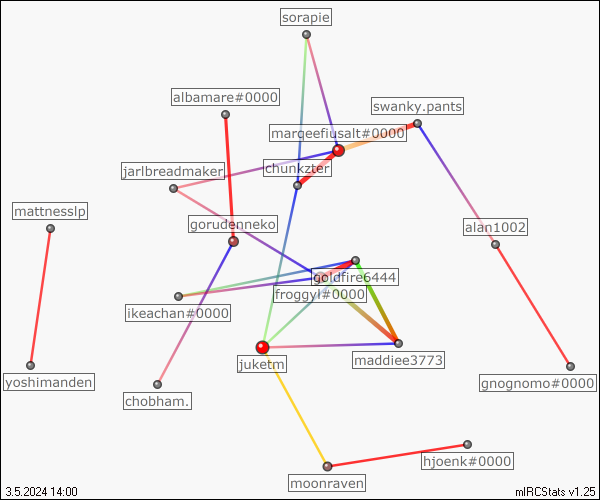 sorapie
albamare#0000
swanky.pants
marqeefiusalt#0000
chunkzter
jarlbreadmaker
mattnesslp
gorudenneko
alan1002
goldfire6444
froggyl#0000
ikeachan#0000
juketm
maddiee3773
yoshimanden
gnognomo#0000
chobham.
hjoenk#0000
moonraven
3.5.2024 14:00
mIRCStats v1.25